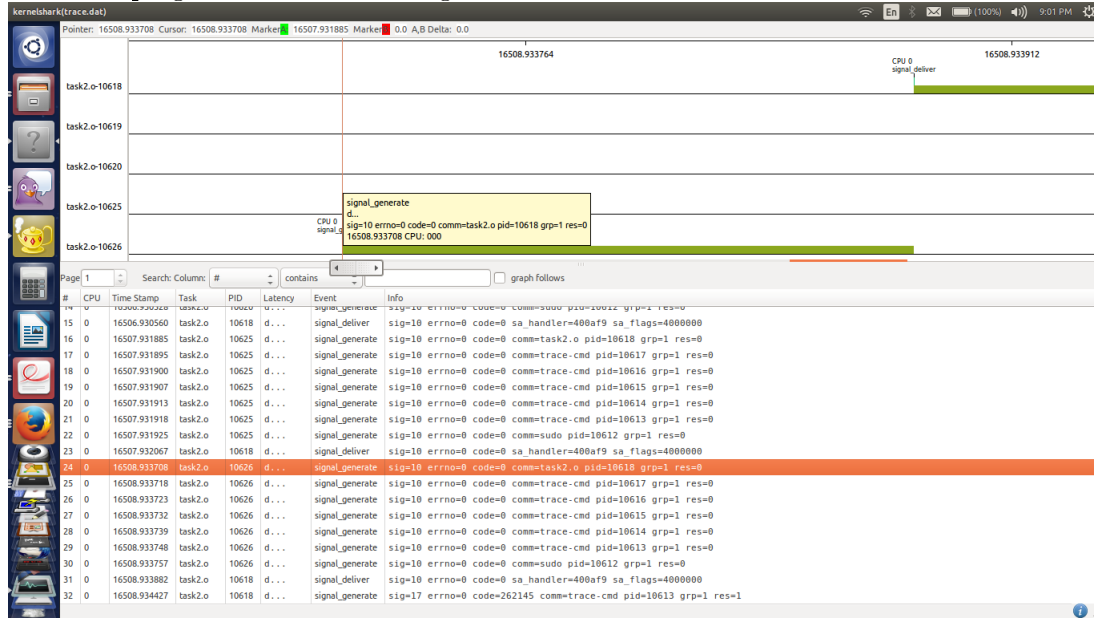 kernelshark(trace.dat)
En (100%) 9:01 PM
Pointer: 16508.933708 Cursor: 16508.933708 MarkerA: 16507.931885 Marker 0.0 A,B Delta: 0.0
16508.933764 16508.933912
CPU 0
signal_deliver
task2.o-10618
task2.o-10619
task2.o-10620
task2.o-10625
signal_generate
d...
CPU 0
sig=10 errno=0 code=0 comm=task2.o pid=10618 grp=1 res=0
16508.933708 CPU: 000
task2.o-10626
Page 1 Search: Column: # contains graph follows
# CPU Time Stamp Task PID Latency Event Info
14 0 16506.930528 task2.o 10620 d... signal_generate sig=10 errno=0 code=0 comm=sudo pid=10612 grp=1 res=0
15 0 16506.930560 task2.o 10618 d... signal_deliver sig=10 errno=0 code=0 sa_handler=400af9 sa_flags=4000000
16 0 16507.931885 task2.o 10625 d... signal_generate sig=10 errno=0 code=0 comm=task2.o pid=10618 grp=1 res=0
17 0 16507.931895 task2.o 10625 d... signal_generate sig=10 errno=0 code=0 comm=trace-cmd pid=10617 grp=1 res=0
18 0 16507.931900 task2.o 10625 d... signal_generate sig=10 errno=0 code=0 comm=trace-cmd pid=10616 grp=1 res=0
19 0 16507.931907 task2.o 10625 d... signal_generate sig=10 errno=0 code=0 comm=trace-cmd pid=10615 grp=1 res=0
20 0 16507.931913 task2.o 10625 d... signal_generate sig=10 errno=0 code=0 comm=trace-cmd pid=10614 grp=1 res=0
21 0 16507.931918 task2.o 10625 d... signal_generate sig=10 errno=0 code=0 comm=trace-cmd pid=10613 grp=1 res=0
22 0 16507.931925 task2.o 10625 d... signal_generate sig=10 errno=0 code=0 comm=sudo pid=10612 grp=1 res=0
23 0 16507.932067 task2.o 10618 d... signal_deliver sig=10 errno=0 code=0 sa_handler=400af9 sa_flags=4000000
24 0 16508.933708 task2.o 10626 d... signal_generate sig=10 errno=0 code=0 comm=task2.o pid=10618 grp=1 res=0
25 0 16508.933718 task2.o 10626 d... signal_generate sig=10 errno=0 code=0 comm=trace-cmd pid=10617 grp=1 res=0
26 0 16508.933723 task2.o 10626 d... signal_generate sig=10 errno=0 code=0 comm=trace-cmd pid=10616 grp=1 res=0
27 0 16508.933732 task2.o 10626 d... signal_generate sig=10 errno=0 code=0 comm=trace-cmd pid=10615 grp=1 res=0
28 0 16508.933739 task2.o 10626 d... signal_generate sig=10 errno=0 code=0 comm=trace-cmd pid=10614 grp=1 res=0
29 0 16508.933748 task2.o 10626 d... signal_generate sig=10 errno=0 code=0 comm=trace-cmd pid=10613 grp=1 res=0
30 0 16508.933757 task2.o 10626 d... signal_generate sig=10 errno=0 code=0 comm=sudo pid=10612 grp=1 res=0
31 0 16508.933882 task2.o 10618 d... signal_deliver sig=10 errno=0 code=0 sa_handler=400af9 sa_flags=4000000
32 0 16508.934427 task2.o 10618 d... signal_generate sig=17 errno=0 code=262145 comm=trace-cmd pid=10613 grp=1 res=1